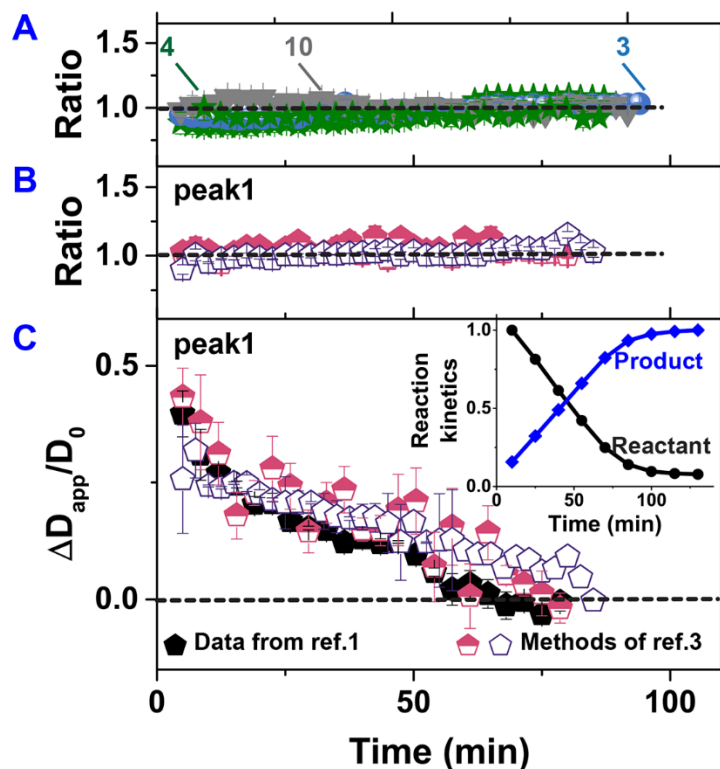 A
1.5
1.0
Ratio
4
10
3
B
peak1
1.5
1.0
Ratio
C
peak1
0.5
0.0
ΔD_app/D_0
Data from ref.1
Methods of ref.3
Reaction
kinetics
1.0
0.5
0.0
Product
Reactant
0
50
100
Time (min)
0
50
100
Time (min)